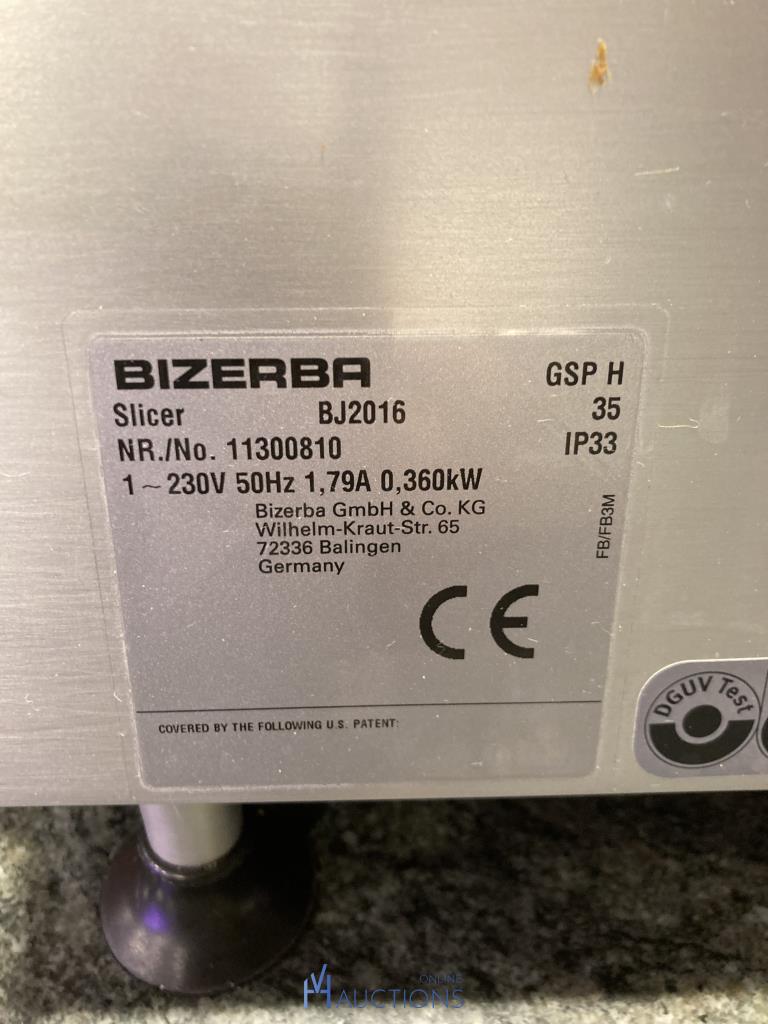 BIZERBA GSP H
Slicer BJ2016 35
NR./No. 11300810 IP33
1~230V 50Hz 1,79A 0,360kW
Bizerba GmbH & Co. KG
Wilhelm-Kraut-Str. 65
72336 Balingen
Germany
FB/FB3M
CE
COVERED BY THE FOLLOWING U.S. PATENT:
DGUV Test
ONLINE
VH AUCTIONS